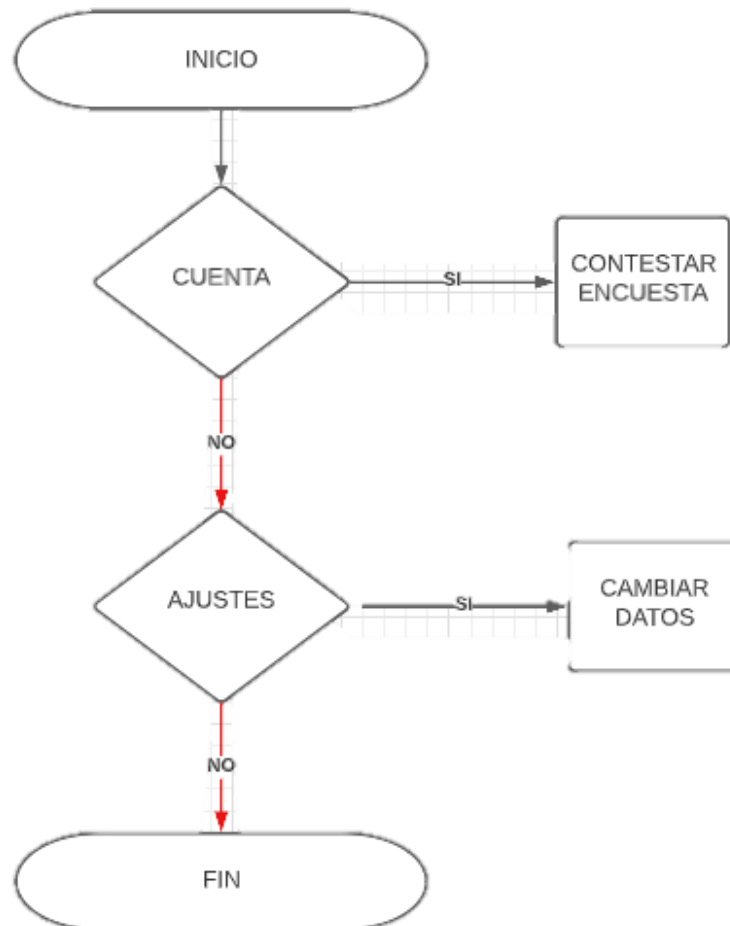 INICIO
CUENTA
SI
CONTESTAR
ENCUESTA
NO
AJUSTES
SI
CAMBIAR
DATOS
NO
FIN